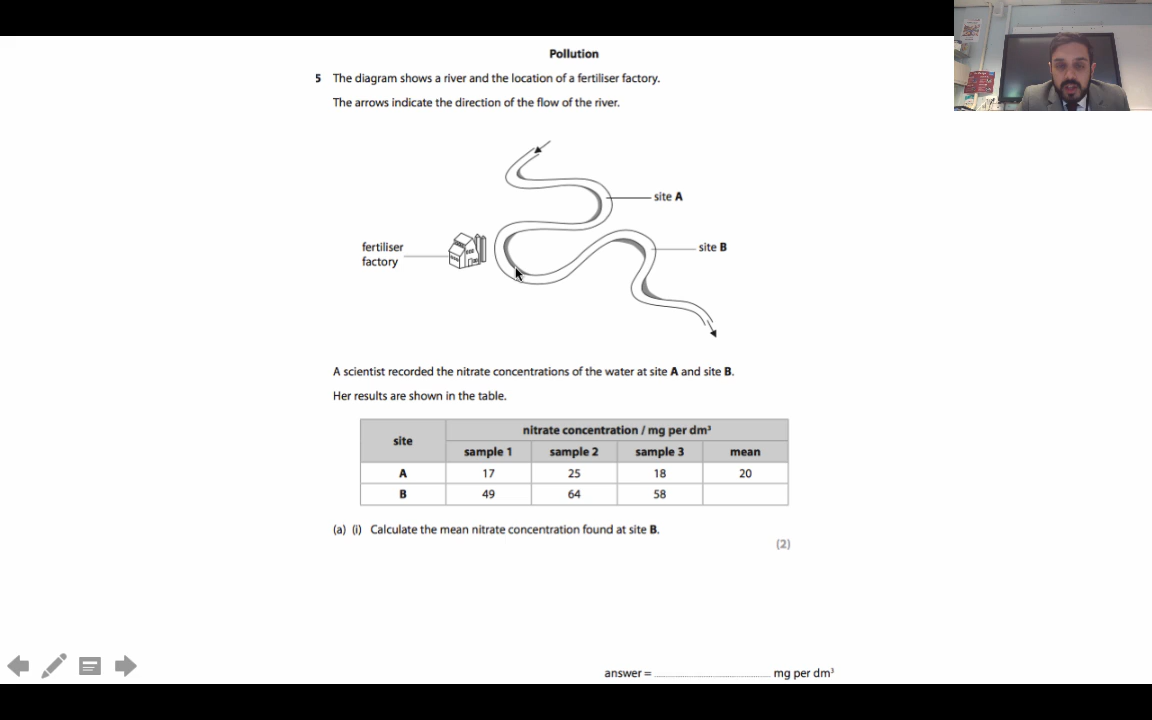 Pollution
5 The diagram shows a river and the location of a fertiliser factory.
The arrows indicate the direction of the flow of the river.
site A
fertiliser
factory
site B
A scientist recorded the nitrate concentrations of the water at site A and site B.
Her results are shown in the table.
site
nitrate concentration / mg per dm³
sample 1 sample 2 sample 3 mean
A 17 25 18 20
B 49 64 58
(a) (i) Calculate the mean nitrate concentration found at site B.
(2)
answer = ........................................ mg per dm³